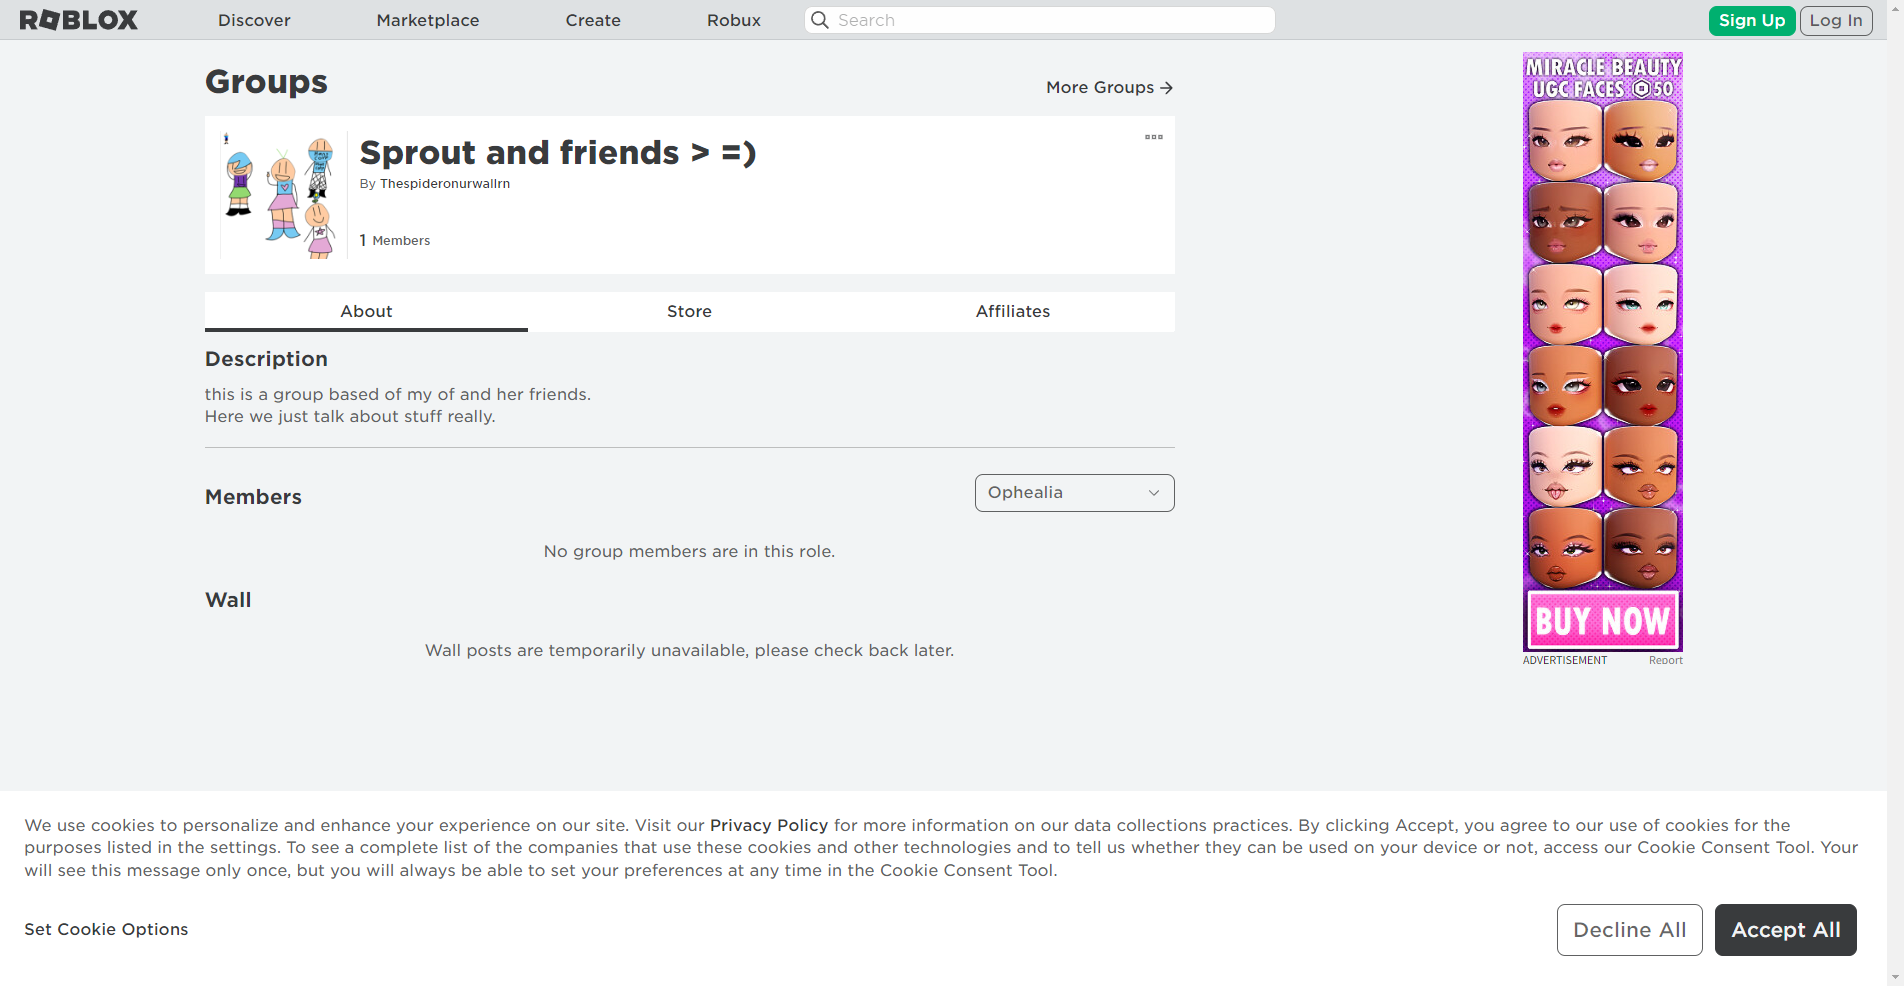 ROBLOX
Discover
Marketplace
Create
Robux
Search
Sign Up
Log In
Groups
More Groups
Sprout and friends > =)
By Thespideronurwallrn
1 Members
About
Store
Affiliates
Description
this is a group based of my of and her friends.
Here we just talk about stuff really.
Members
Ophealia
No group members are in this role.
Wall
Wall posts are temporarily unavailable, please check back later.
MIRACLE BEAUTY
UGC FACES 50
BUY NOW
ADVERTISEMENT
Report
We use cookies to personalize and enhance your experience on our site. Visit our Privacy Policy for more information on our data collections practices. By clicking Accept, you agree to our use of cookies for the
purposes listed in the settings. To see a complete list of the companies that use these cookies and other technologies and to tell us whether they can be used on your device or not, access our Cookie Consent Tool. Your
will see this message only once, but you will always be able to set your preferences at any time in the Cookie Consent Tool.
Set Cookie Options
Decline All
Accept All